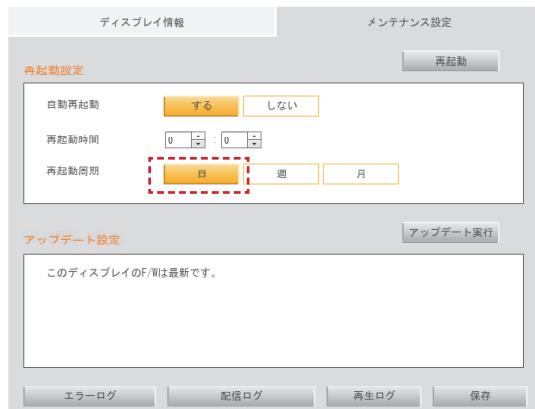 ディスプレイ情報 メンテナンス設定
再起動設定 再起動
自動再起動 する しない
再起動時間 0 : 0
再起動周期 日 週 月
アップデート設定 アップデート実行
このディスプレイのF/Wは最新です。
エラーログ 配信ログ 再生ログ 保存